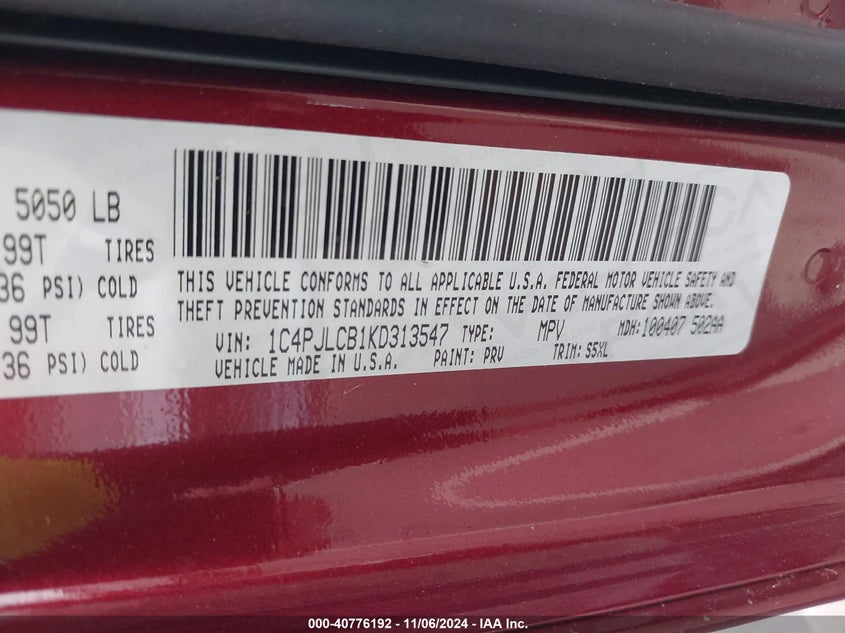 5050 LB
99T TIRES
36 PSI) COLD
99T TIRES
36 PSI) COLD
THIS VEHICLE CONFORMS TO ALL APPLICABLE U.S.A. FEDERAL MOTOR VEHICLE SAFETY AND
THEFT PREVENTION STANDARDS IN EFFECT ON THE DATE OF MANUFACTURE SHOWN ABOVE.
VIN: 1C4PJLCB1KD313547 TYPE: MPV MDH:100407 502AA
VEHICLE MADE IN U.S.A. PAINT: PRV TRIM: S5XL
000-40776192 - 11/06/2024 - IAA Inc.